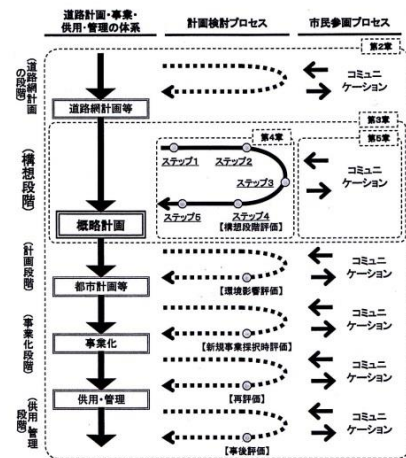 道路計画・事業・
供用・管理の体系
計画検討プロセス
市民参画プロセス
第2章
(道路網計画
の段階)
コミュニ
ケーション
道路網計画等
第3章
第4章
第5章
(構想段階)
ステップ1
ステップ2
ステップ3
コミュニ
ケーション
ステップ5
ステップ4
【構想段階評価】
概略計画
(計画段階)
コミュニ
ケーション
都市計画等
【環境影響評価】
(事業化段階)
コミュニ
ケーション
事業化
【新規事業採択時評価】
コミュニ
ケーション
供用・管理
【再評価】
(供用・管理
段階)
コミュニ
ケーション
【事後評価】